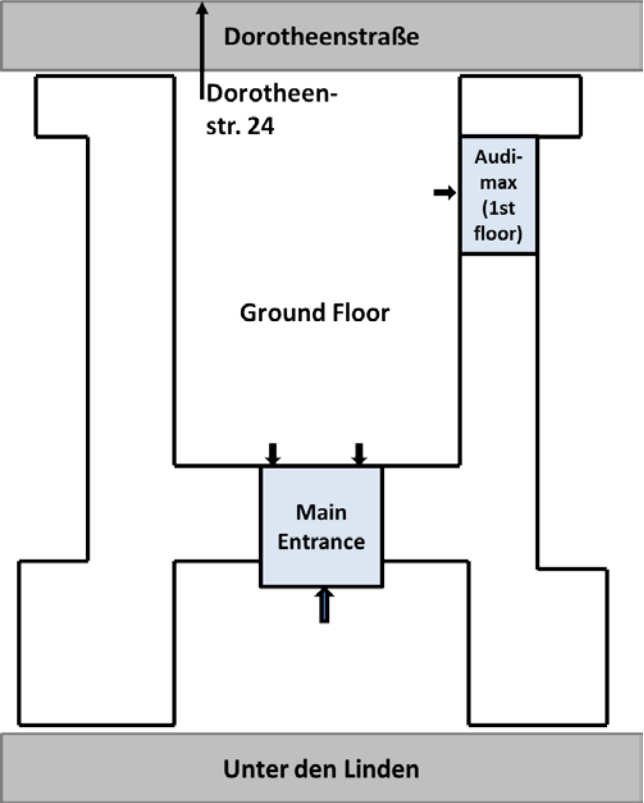 Dorotheenstraße
Dorotheen-
str. 24
Audi-
max
(1st
floor)
Ground Floor
Main
Entrance
Unter den Linden